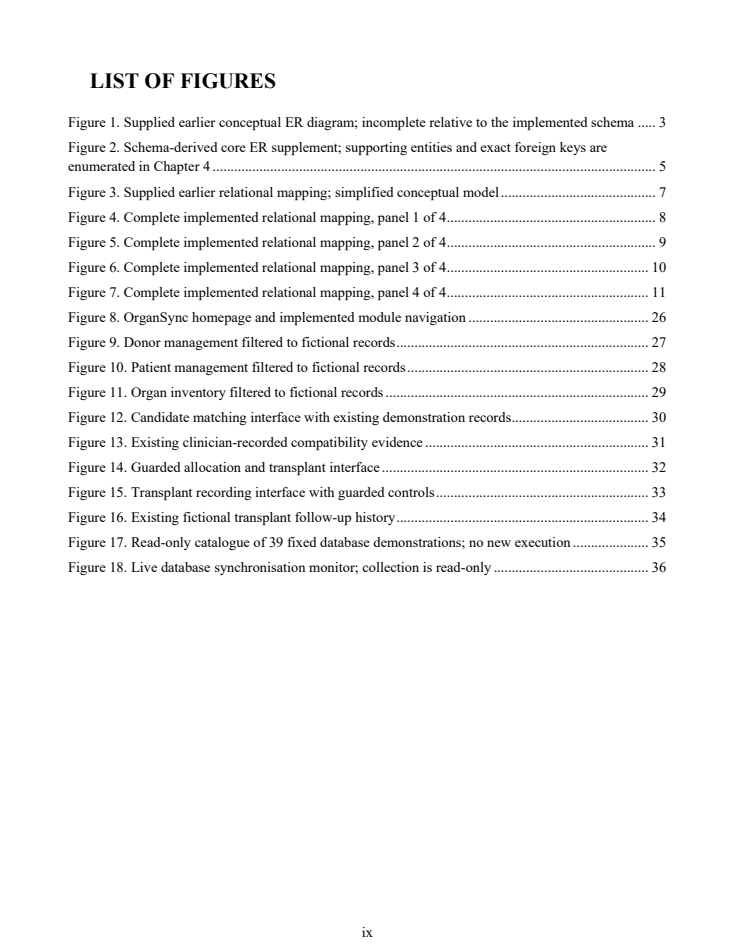 LIST OF FIGURES
Figure 1. Supplied earlier conceptual ER diagram; incomplete relative to the implemented schema ..... 3
Figure 2. Schema-derived core ER supplement; supporting entities and exact foreign keys are
enumerated in Chapter 4 ........................................................................................................................ 5
Figure 3. Supplied earlier relational mapping; simplified conceptual model .......................................... 7
Figure 4. Complete implemented relational mapping, panel 1 of 4........................................................ 8
Figure 5. Complete implemented relational mapping, panel 2 of 4........................................................ 9
Figure 6. Complete implemented relational mapping, panel 3 of 4...................................................... 10
Figure 7. Complete implemented relational mapping, panel 4 of 4...................................................... 11
Figure 8. OrganSync homepage and implemented module navigation ................................................ 26
Figure 9. Donor management filtered to fictional records.................................................................... 27
Figure 10. Patient management filtered to fictional records................................................................. 28
Figure 11. Organ inventory filtered to fictional records ....................................................................... 29
Figure 12. Candidate matching interface with existing demonstration records..................................... 30
Figure 13. Existing clinician-recorded compatibility evidence ............................................................ 31
Figure 14. Guarded allocation and transplant interface ........................................................................ 32
Figure 15. Transplant recording interface with guarded controls......................................................... 33
Figure 16. Existing fictional transplant follow-up history.................................................................... 34
Figure 17. Read-only catalogue of 39 fixed database demonstrations; no new execution ..................... 35
Figure 18. Live database synchronisation monitor; collection is read-only .......................................... 36
ix